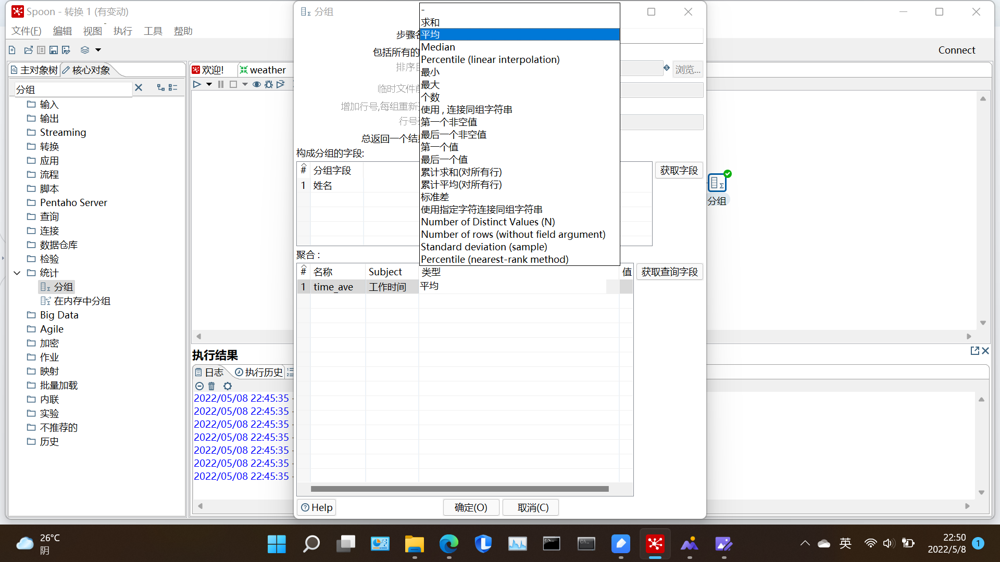 Spoon - 转换 1 (有变动)
文件(F) 编辑 视图 执行 工具 帮助
Connect
主对象树 核心对象
分组
输入
输出
Streaming
转换
应用
流程
脚本
Pentaho Server
查询
连接
数据仓库
检验
统计
分组
在内存中分组
Big Data
Agile
加密
作业
映射
批量加载
内联
实验
不推荐的
历史
欢迎! weather
分组
执行结果
日志 执行历史
2022/05/08 22:45:35 -
2022/05/08 22:45:35 -
2022/05/08 22:45:35 -
2022/05/08 22:45:35 -
2022/05/08 22:45:35 -
2022/05/08 22:45:35 -
2022/05/08 22:45:35 -
分组
步骤名
包括所有的
排序目
浏览...
临时文件前
增加行号,每组重新
行号
总返回一个结果
构成分组的字段:
# 分组字段
1 姓名
获取字段
-
求和
平均
Median
Percentile (linear interpolation)
最小
最大
个数
使用 , 连接同组字符串
第一个非空值
最后一个非空值
第一个值
最后一个值
累计求和(对所有行)
累计平均(对所有行)
标准差
使用指定字符连接同组字符串
Number of Distinct Values (N)
Number of rows (without field argument)
Standard deviation (sample)
Percentile (nearest-rank method)
聚合 :
# 名称 Subject 类型 值
1 time_ave 工作时间 平均
获取查询字段
Help 确定(O) 取消(C)
26°C
阴
英
22:50
2022/5/8
1